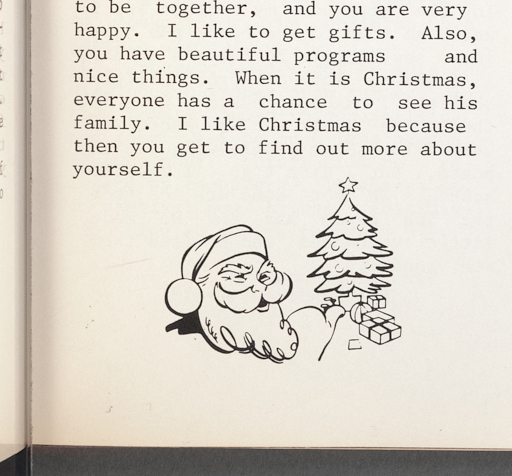 to be together, and you are very
happy. I like to get gifts. Also,
you have beautiful programs and
nice things. When it is Christmas,
everyone has a chance to see his
family. I like Christmas because
then you get to find out more about
yourself.